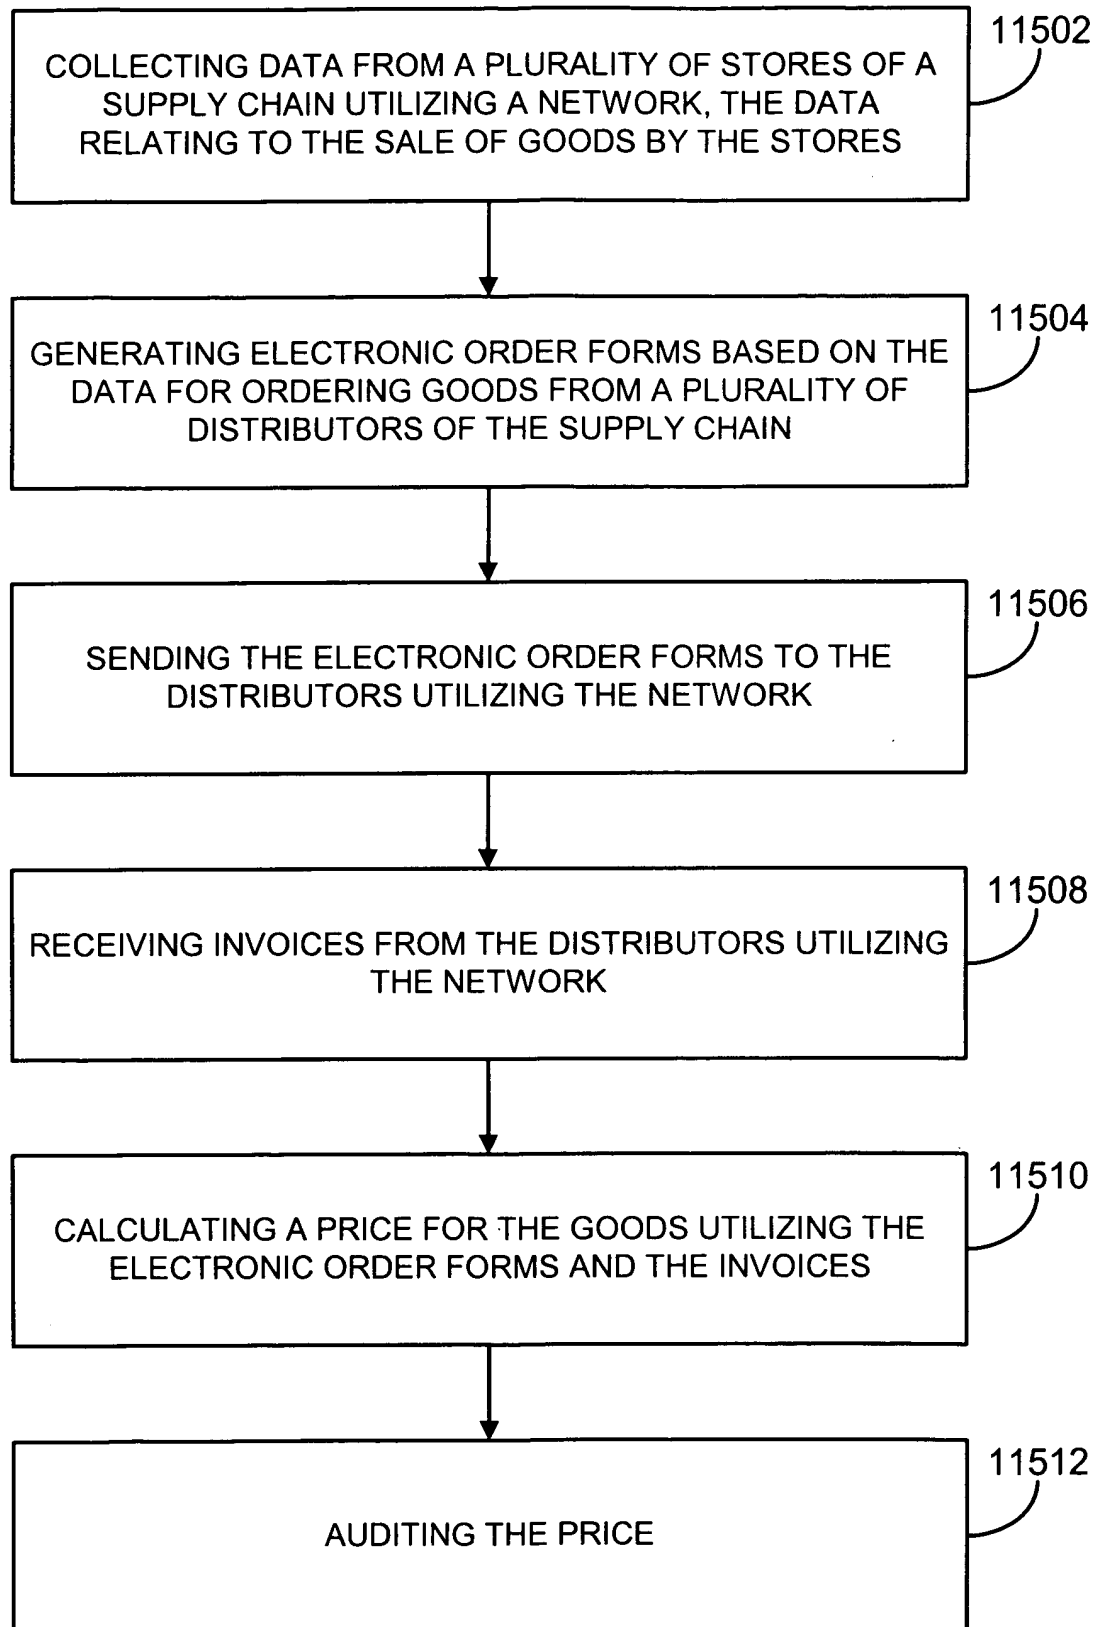 11502
COLLECTING DATA FROM A PLURALITY OF STORES OF A
SUPPLY CHAIN UTILIZING A NETWORK, THE DATA
RELATING TO THE SALE OF GOODS BY THE STORES
11504
GENERATING ELECTRONIC ORDER FORMS BASED ON THE
DATA FOR ORDERING GOODS FROM A PLURALITY OF
DISTRIBUTORS OF THE SUPPLY CHAIN
11506
SENDING THE ELECTRONIC ORDER FORMS TO THE
DISTRIBUTORS UTILIZING THE NETWORK
11508
RECEIVING INVOICES FROM THE DISTRIBUTORS UTILIZING
THE NETWORK
11510
CALCULATING A PRICE FOR THE GOODS UTILIZING THE
ELECTRONIC ORDER FORMS AND THE INVOICES
11512
AUDITING THE PRICE